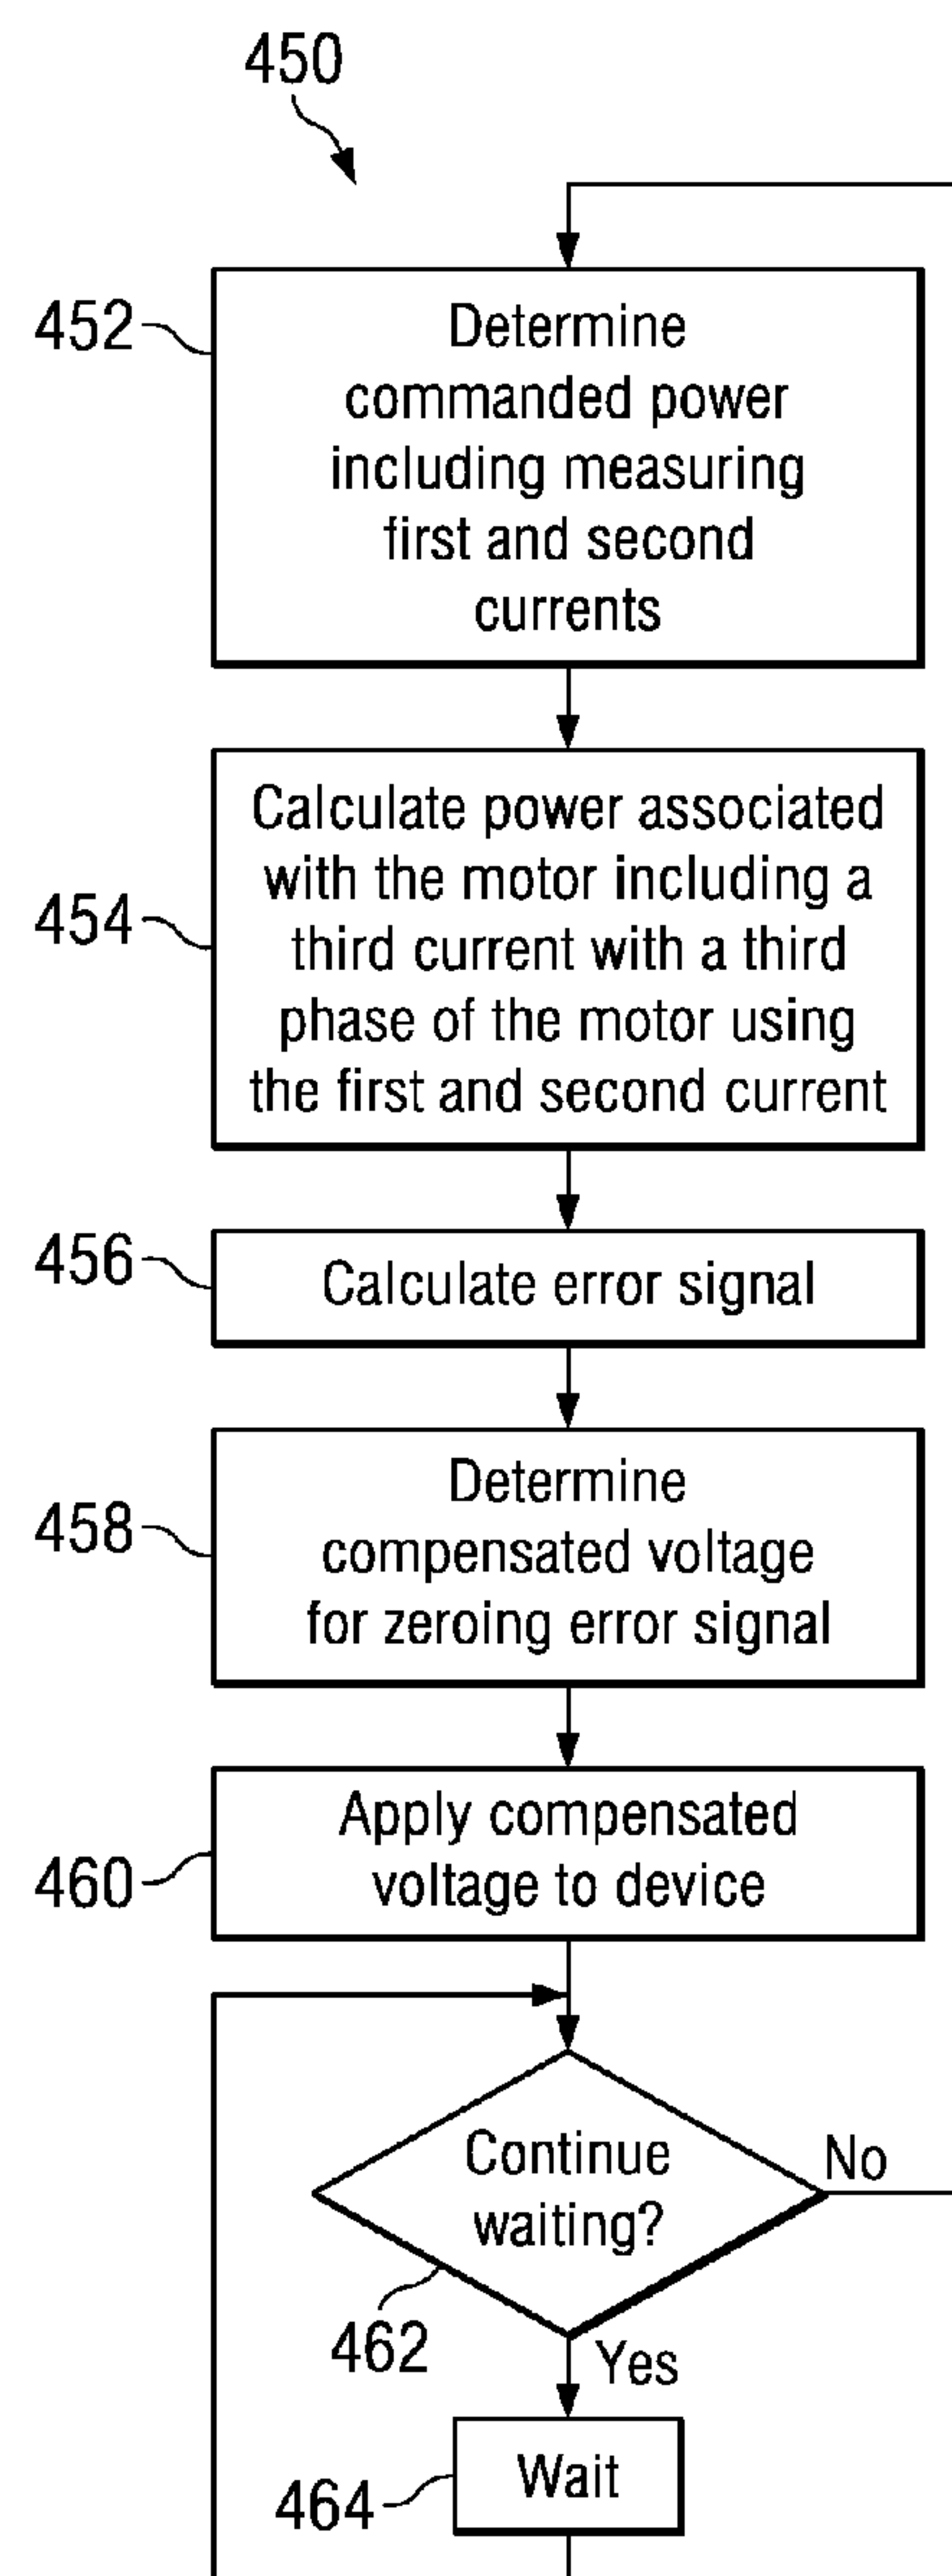 450
452
Determine
commanded power
including measuring
first and second
currents
454
Calculate power associated
with the motor including a
third current with a third
phase of the motor using
the first and second current
456
Calculate error signal
458
Determine
compensated voltage
for zeroing error signal
460
Apply compensated
voltage to device
Continue
waiting?
No
462
Yes
464
Wait